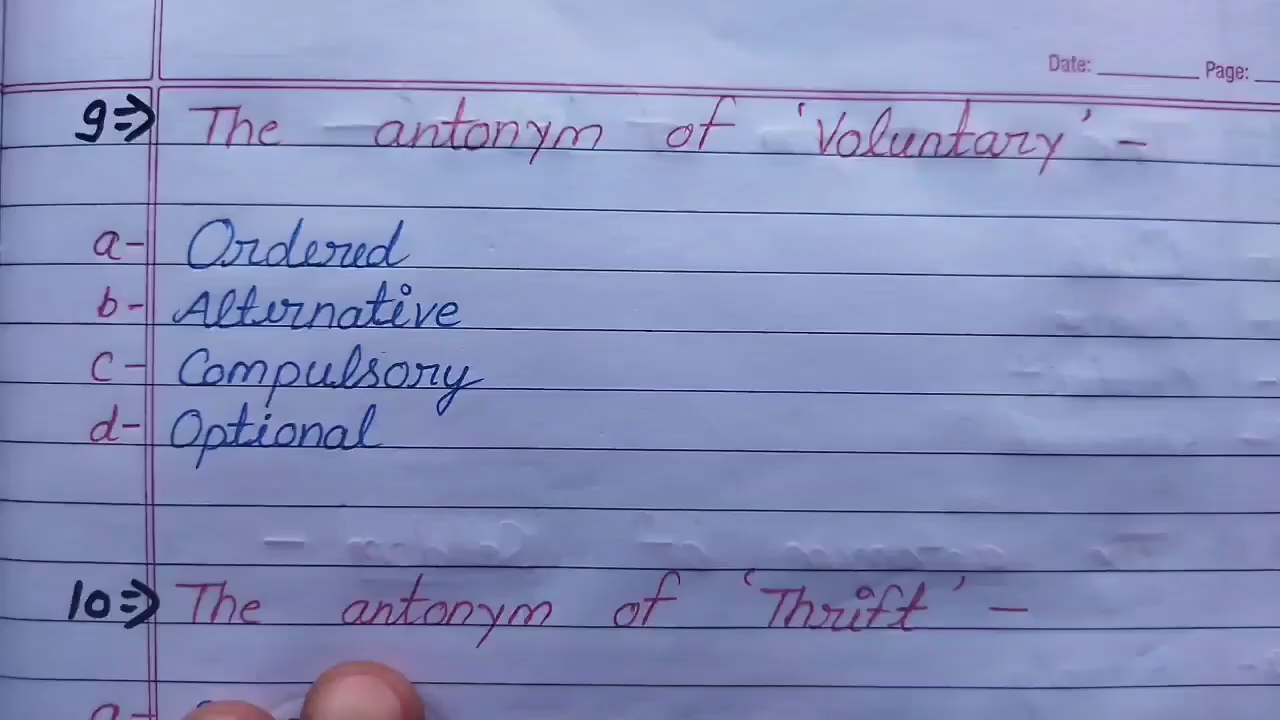 Date: Page:
9⇒ The antonym of 'Voluntary' -
a- Ordered
b- Alternative
c- Compulsory
d- Optional
10⇒ The antonym of 'Thrift' -
a-